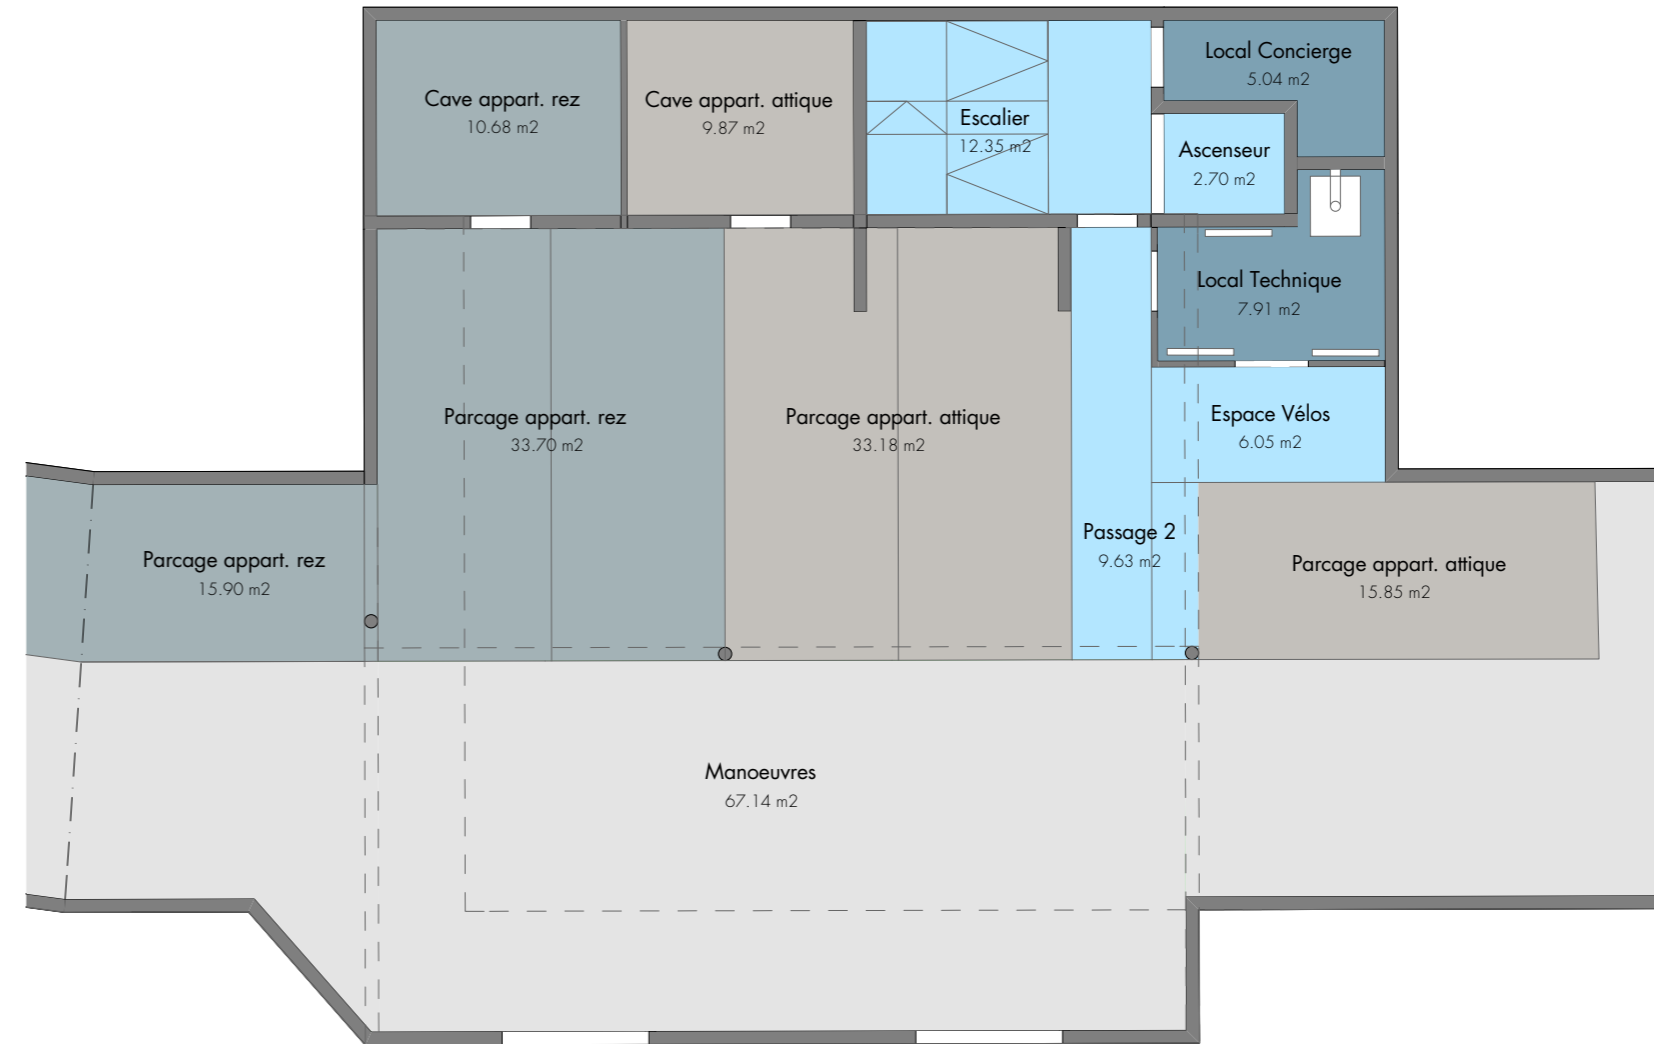 Local Concierge
5.04 m2
Cave appart. rez
10.68 m2
Cave appart. attique
9.87 m2
Escalier
12.35 m2
Ascenseur
2.70 m2
Local Technique
7.91 m2
Parcage appart. rez
33.70 m2
Parcage appart. attique
33.18 m2
Espace Vélos
6.05 m2
Parcage appart. rez
15.90 m2
Passage 2
9.63 m2
Parcage appart. attique
15.85 m2
Manoeuvres
67.14 m2